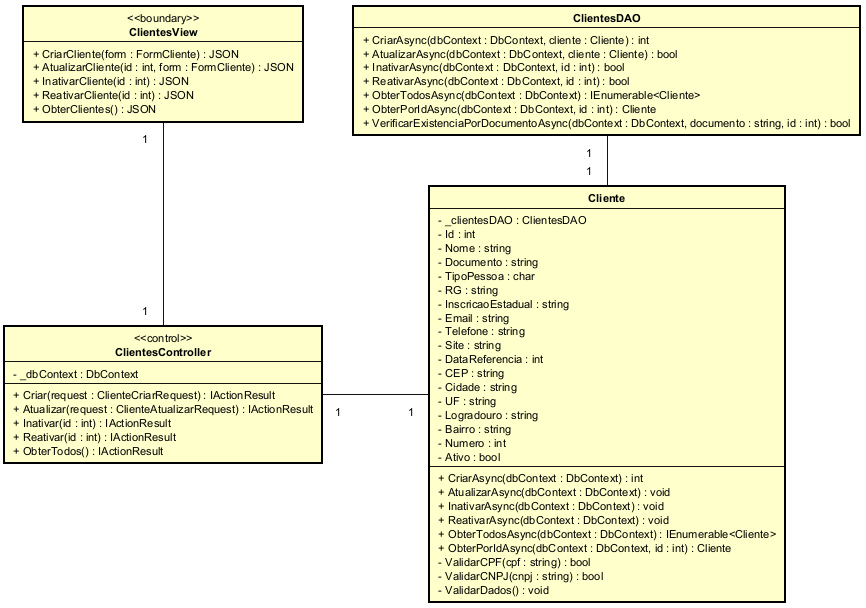 <<boundary>>
ClientesView
+ CriarCliente(form : FormCliente) : JSON
+ AtualizarCliente(id : int, form : FormCliente) : JSON
+ InativarCliente(id : int) : JSON
+ ReativarCliente(id : int) : JSON
+ ObterClientes() : JSON
ClientesDAO
+ CriarAsync(dbContext : DbContext, cliente : Cliente) : int
+ AtualizarAsync(dbContext : DbContext, cliente : Cliente) : bool
+ InativarAsync(dbContext : DbContext, id : int) : bool
+ ReativarAsync(dbContext : DbContext, id : int) : bool
+ ObterTodosAsync(dbContext : DbContext) : IEnumerable<Cliente>
+ ObterPorIdAsync(dbContext : DbContext, id : int) : Cliente
+ VerificarExistenciaPorDocumentoAsync(dbContext : DbContext, documento : string, id : int) : bool
1
1
1
1
Cliente
- _clientesDAO : ClientesDAO
- Id : int
- Nome : string
- Documento : string
- TipoPessoa : char
- RG : string
- InscricaoEstadual : string
- Email : string
- Telefone : string
- Site : string
- DataReferencia : int
- CEP : string
- Cidade : string
- UF : string
- Logradouro : string
- Bairro : string
- Numero : int
- Ativo : bool
+ CriarAsync(dbContext : DbContext) : int
+ AtualizarAsync(dbContext : DbContext) : void
+ InativarAsync(dbContext : DbContext) : void
+ ReativarAsync(dbContext : DbContext) : void
+ ObterTodosAsync(dbContext : DbContext) : IEnumerable<Cliente>
+ ObterPorIdAsync(dbContext : DbContext, id : int) : Cliente
- ValidarCPF(cpf : string) : bool
- ValidarCNPJ(cnpj : string) : bool
- ValidarDados() : void
<<control>>
ClientesController
- _dbContext : DbContext
+ Criar(request : ClienteCriarRequest) : IActionResult
+ Atualizar(request : ClienteAtualizarRequest) : IActionResult
+ Inativar(id : int) : IActionResult
+ Reativar(id : int) : IActionResult
+ ObterTodos() : IActionResult
1
1